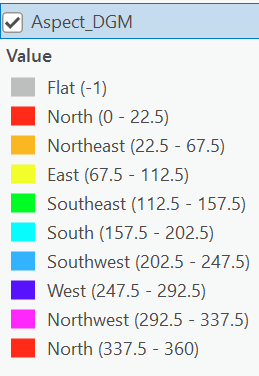 Aspect_DGM
Value
Flat (-1)
North (0 - 22.5)
Northeast (22.5 - 67.5)
East (67.5 - 112.5)
Southeast (112.5 - 157.5)
South (157.5 - 202.5)
Southwest (202.5 - 247.5)
West (247.5 - 292.5)
Northwest (292.5 - 337.5)
North (337.5 - 360)